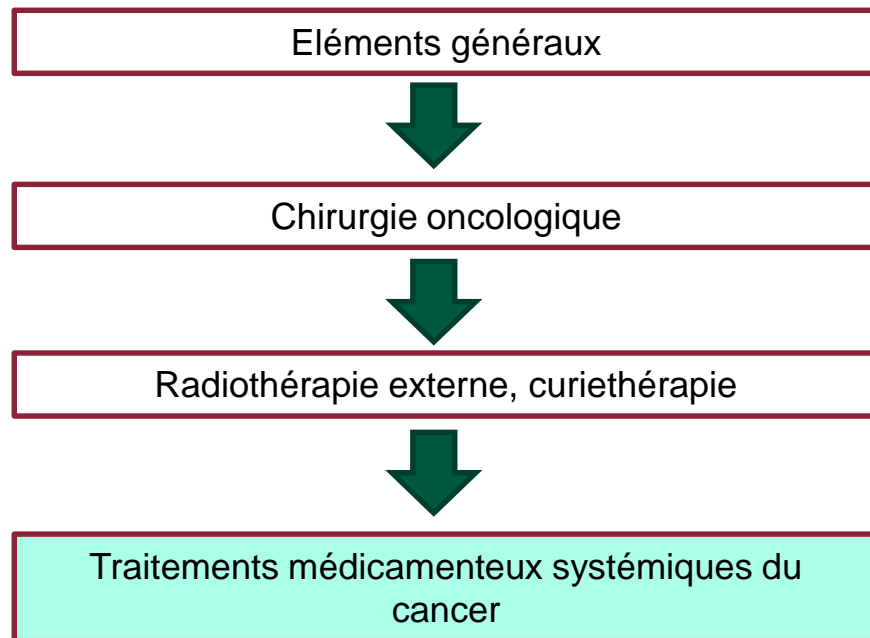 Eléments généraux
Chirurgie oncologique
Radiothérapie externe, curiethérapie
Traitements médicamenteux systémiques du
cancer